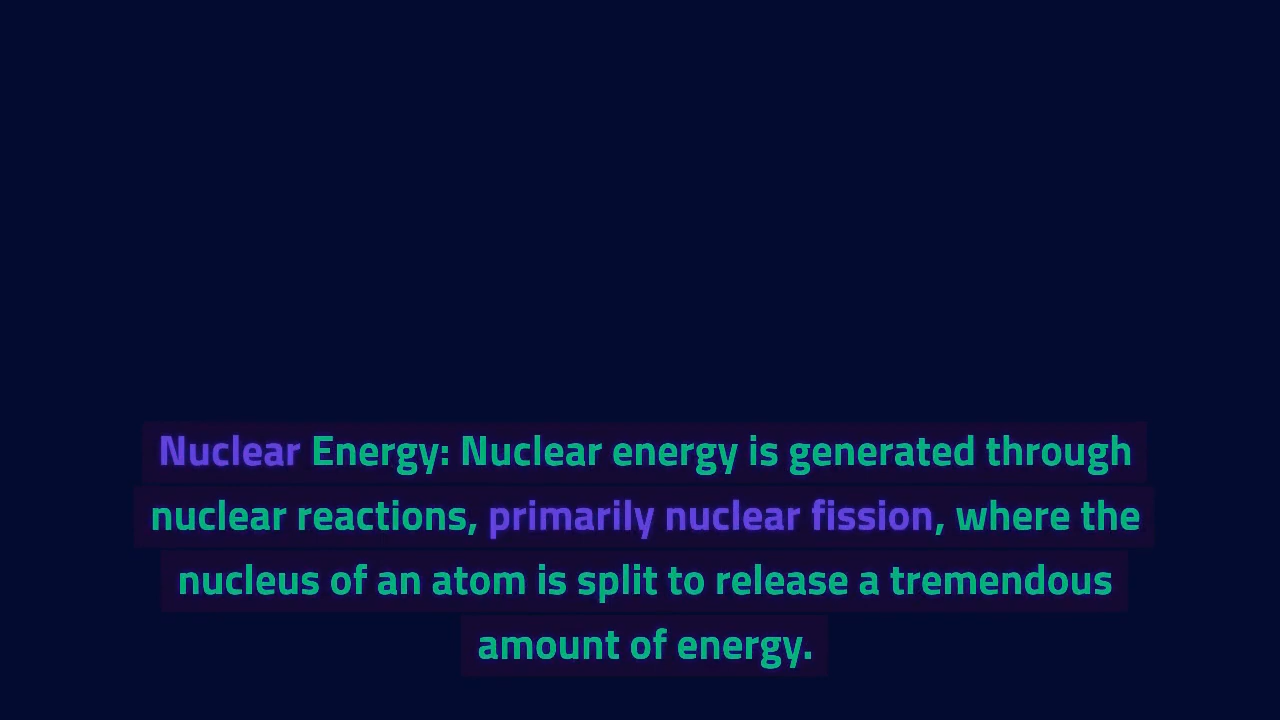 Nuclear Energy: Nuclear energy is generated through
nuclear reactions, primarily nuclear fission, where the
nucleus of an atom is split to release a tremendous
amount of energy.